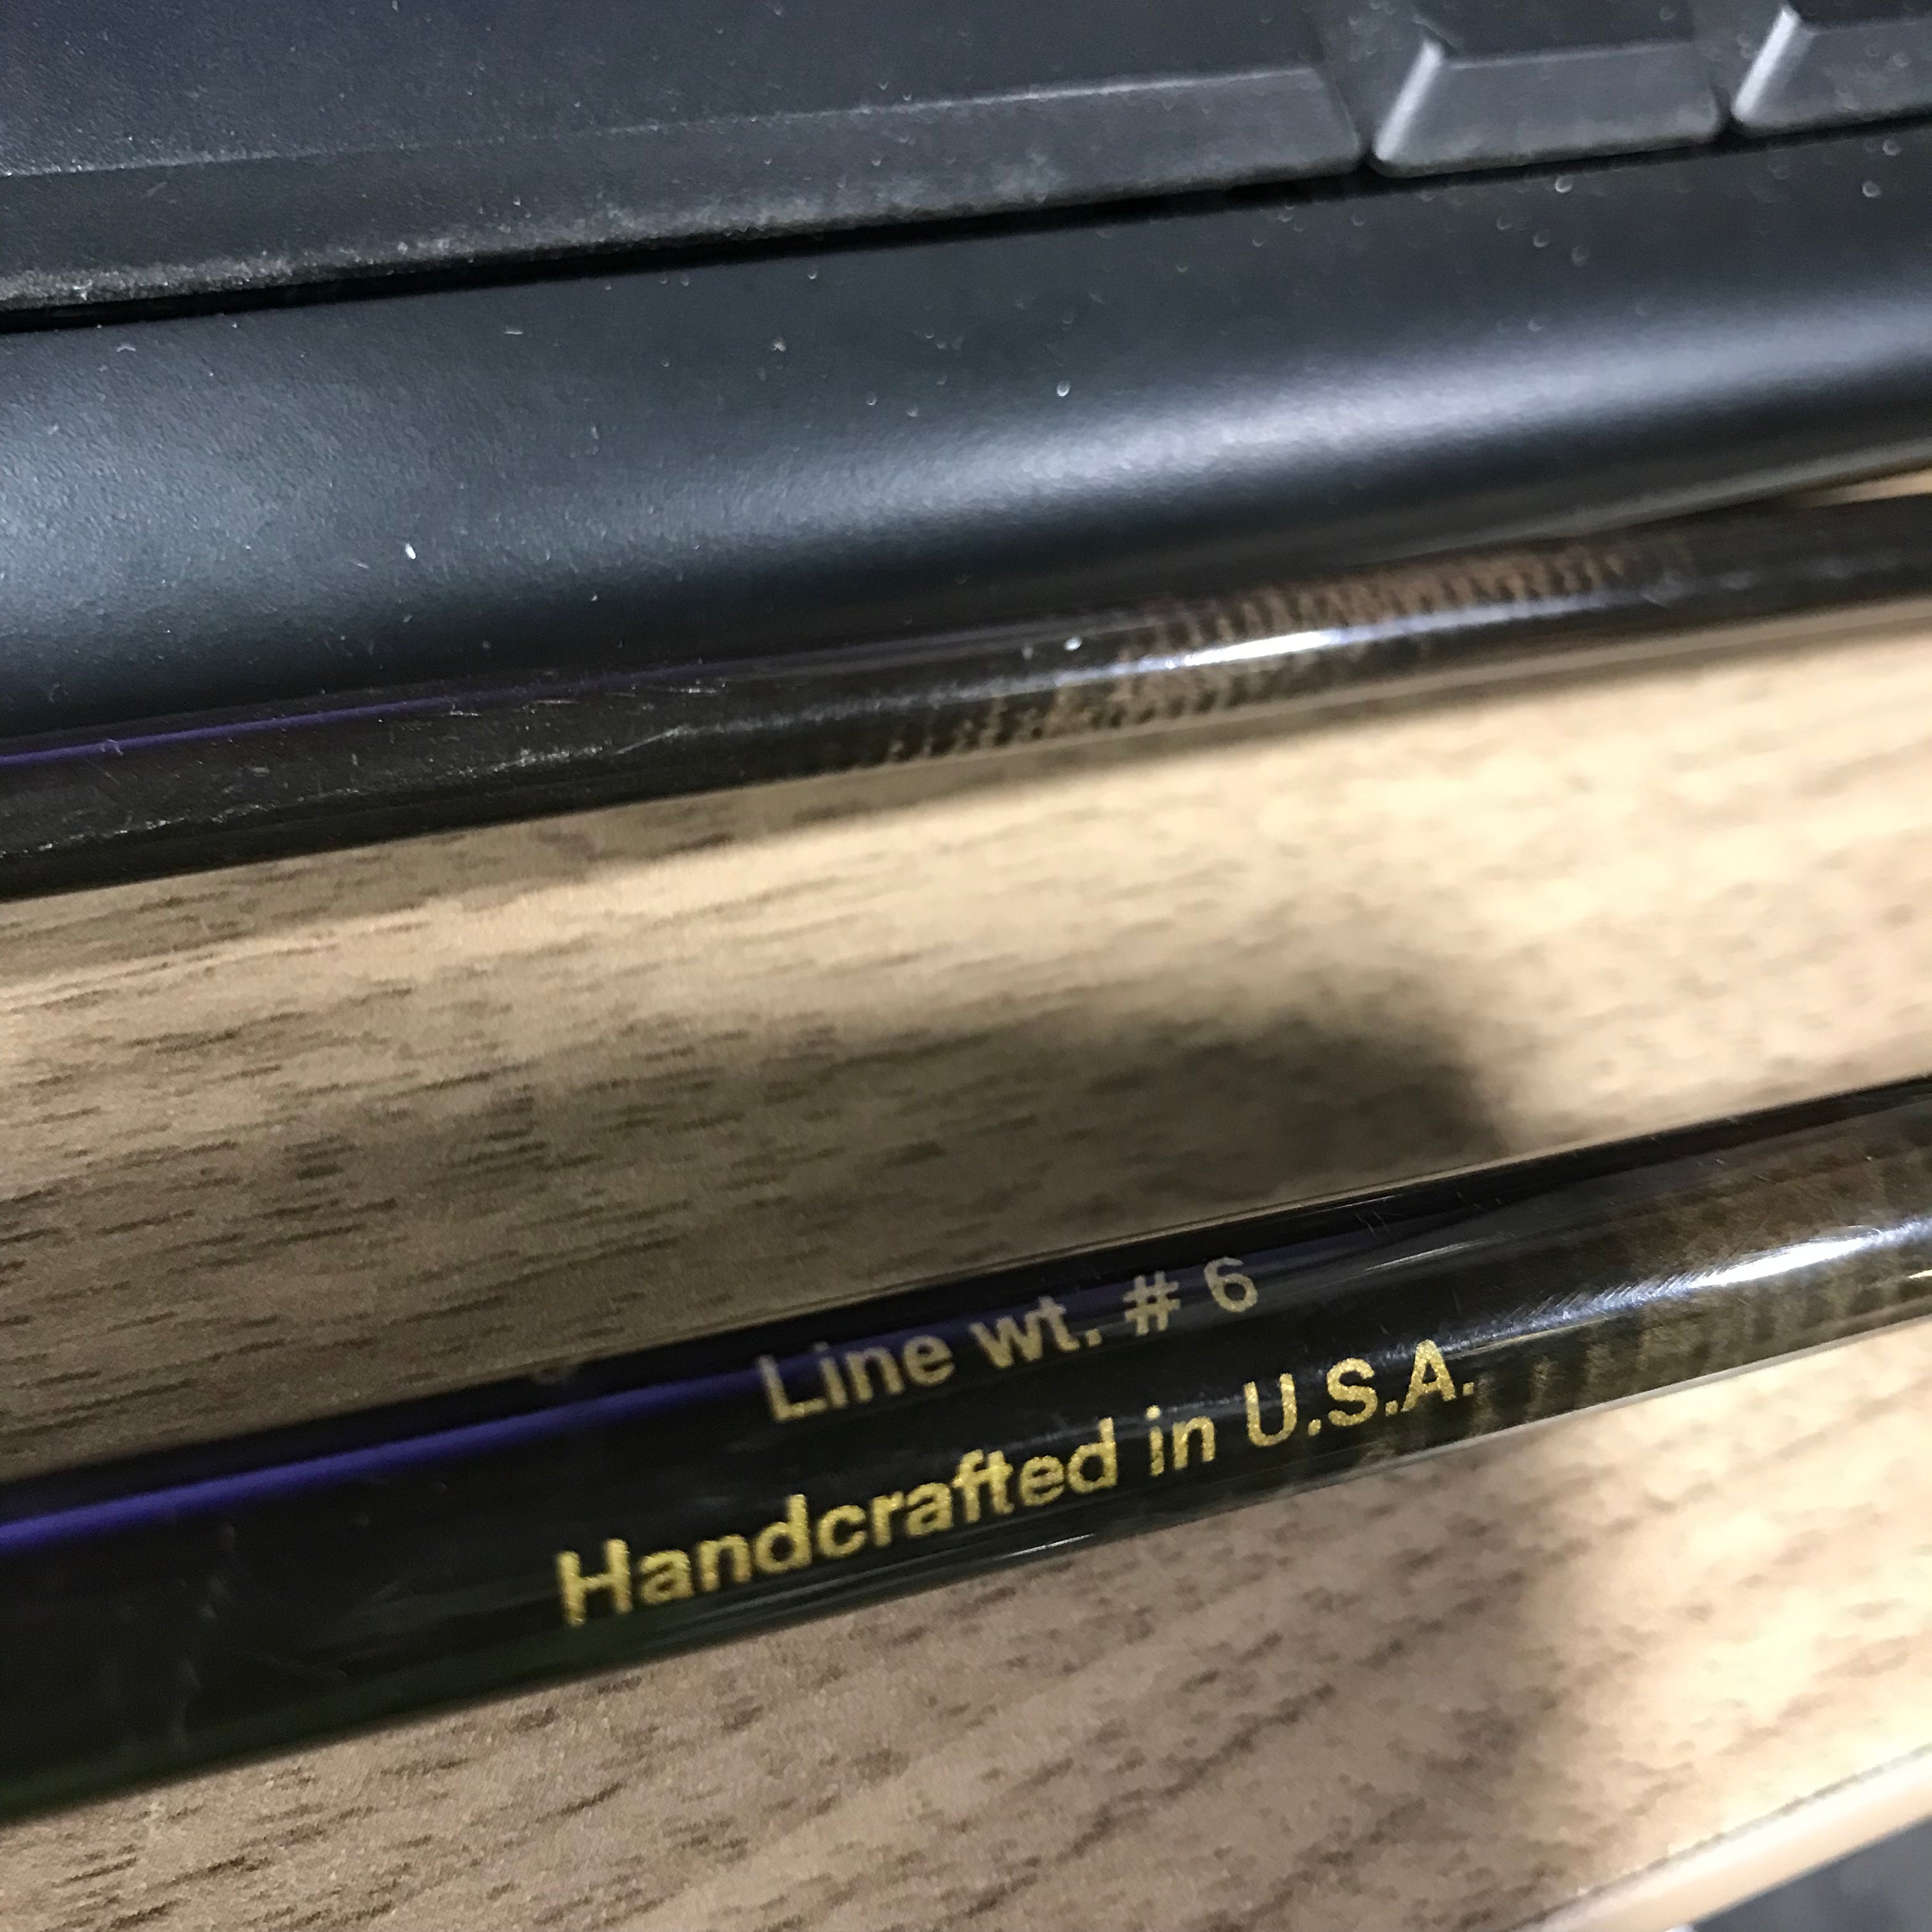 Line wt. # 6
Handcrafted in U.S.A.